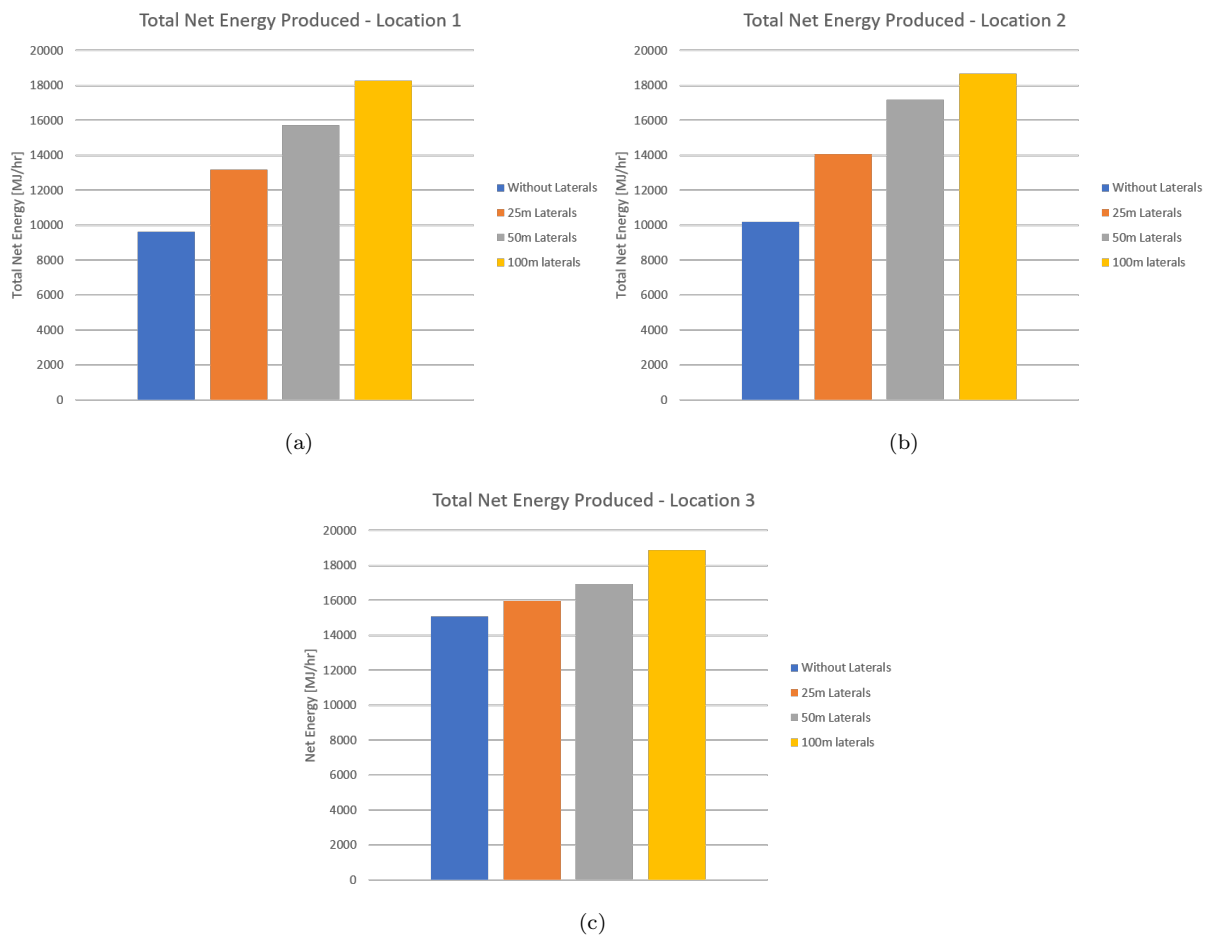 Total Net Energy Produced - Location 1
Total Net Energy [MJ/hr]
20000
18000
16000
14000
12000
10000
8000
6000
4000
2000
0
Without Laterals
25m Laterals
50m Laterals
100m laterals
(a)
Total Net Energy Produced - Location 2
Total Net Energy [MJ/hr]
20000
18000
16000
14000
12000
10000
8000
6000
4000
2000
0
Without Laterals
25m Laterals
50m Laterals
100m laterals
(b)
Total Net Energy Produced - Location 3
Net Energy [MJ/hr]
20000
18000
16000
14000
12000
10000
8000
6000
4000
2000
0
Without Laterals
25m Laterals
50m Laterals
100m laterals
(c)